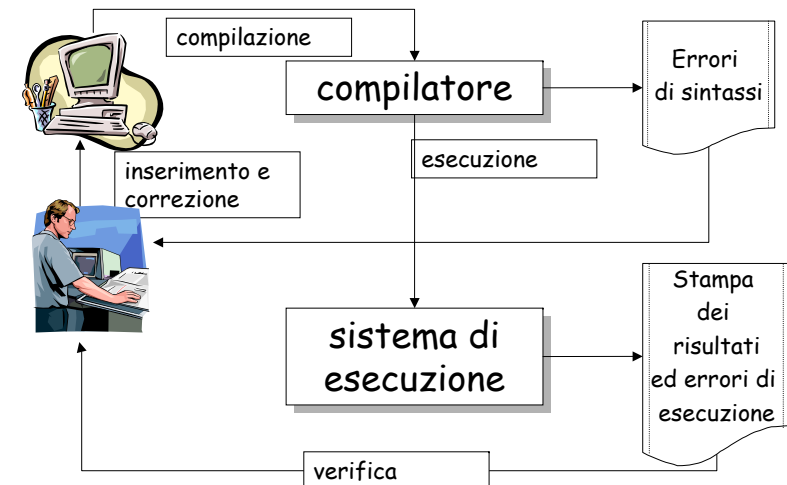 compilazione
compilatore
Errori
di sintassi
esecuzione
inserimento e
correzione
sistema di
esecuzione
Stampa
dei
risultati
ed errori di
esecuzione
verifica